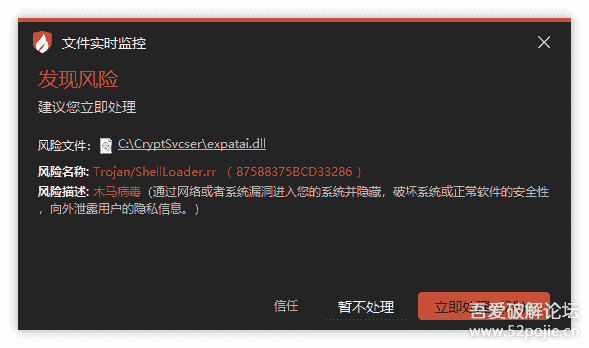 文件实时监控
发现风险
建议您立即处理
风险文件： C:\CryptSvcser\expatai.dll
风险名称: Trojan/ShellLoader.rr （ 87588375BCD33286 ）
风险描述: 木马病毒（通过网络或者系统漏洞进入您的系统并隐藏，破坏系统或正常软件的安全性
，向外泄露用户的隐私信息。）
信任 暂不处理 立即处理
吾爱破解论坛
www.52pojie.cn